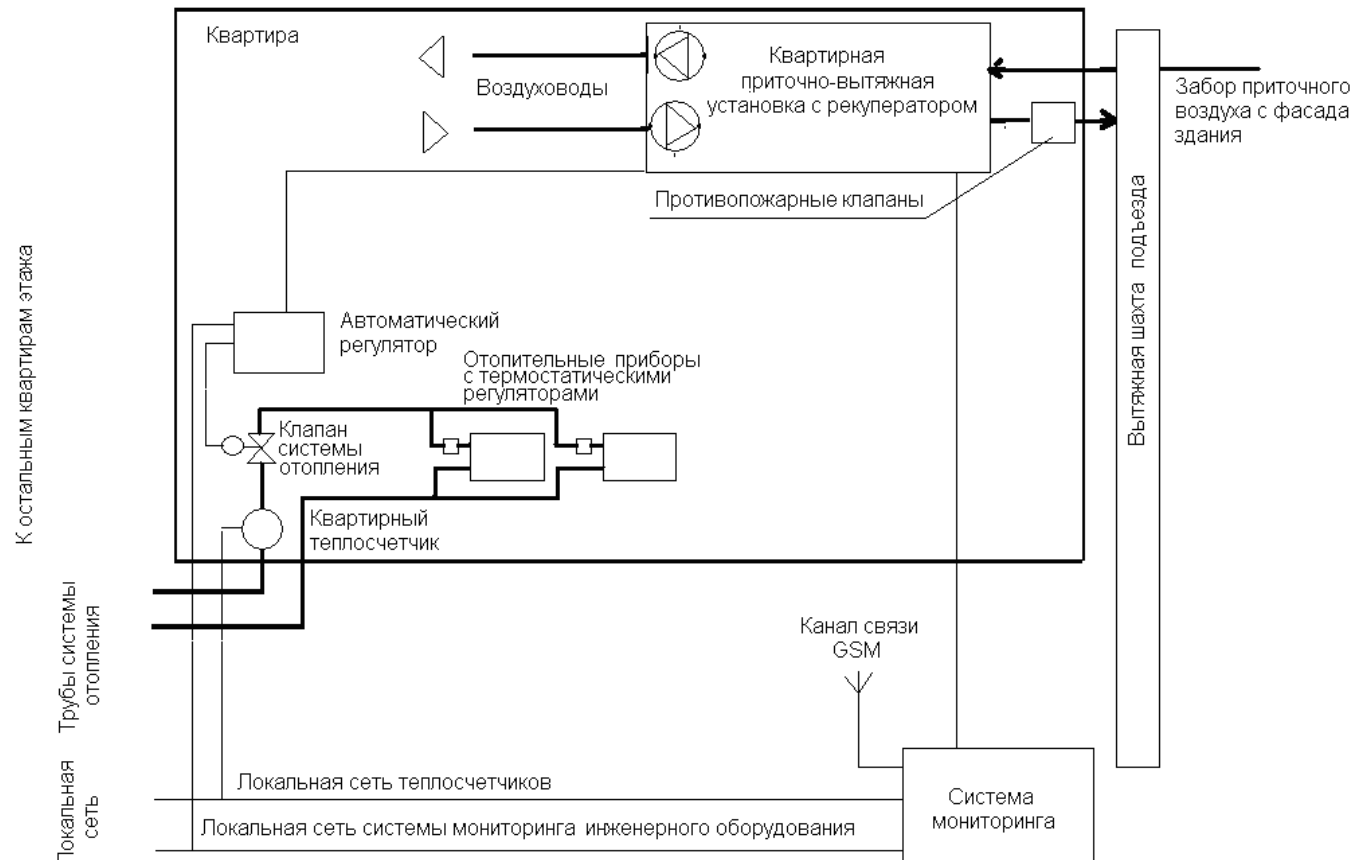 Квартира
Воздуховоды
Квартирная
приточно-вытяжная
установка с рекуператором
Забор приточного
воздуха с фасада
здания
Противопожарные клапаны
Вытяжная шахта подъезда
К остальным квартирам этажа
Автоматический
регулятор
Отопительные приборы
с термостатическими
регуляторами
Клапан
системы
отопления
Квартирный
теплосчетчик
Трубы системы
отопления
Канал связи
GSM
Локальная
сеть
Локальная сеть теплосчетчиков
Локальная сеть системы мониторинга инженерного оборудования
Система
мониторинга